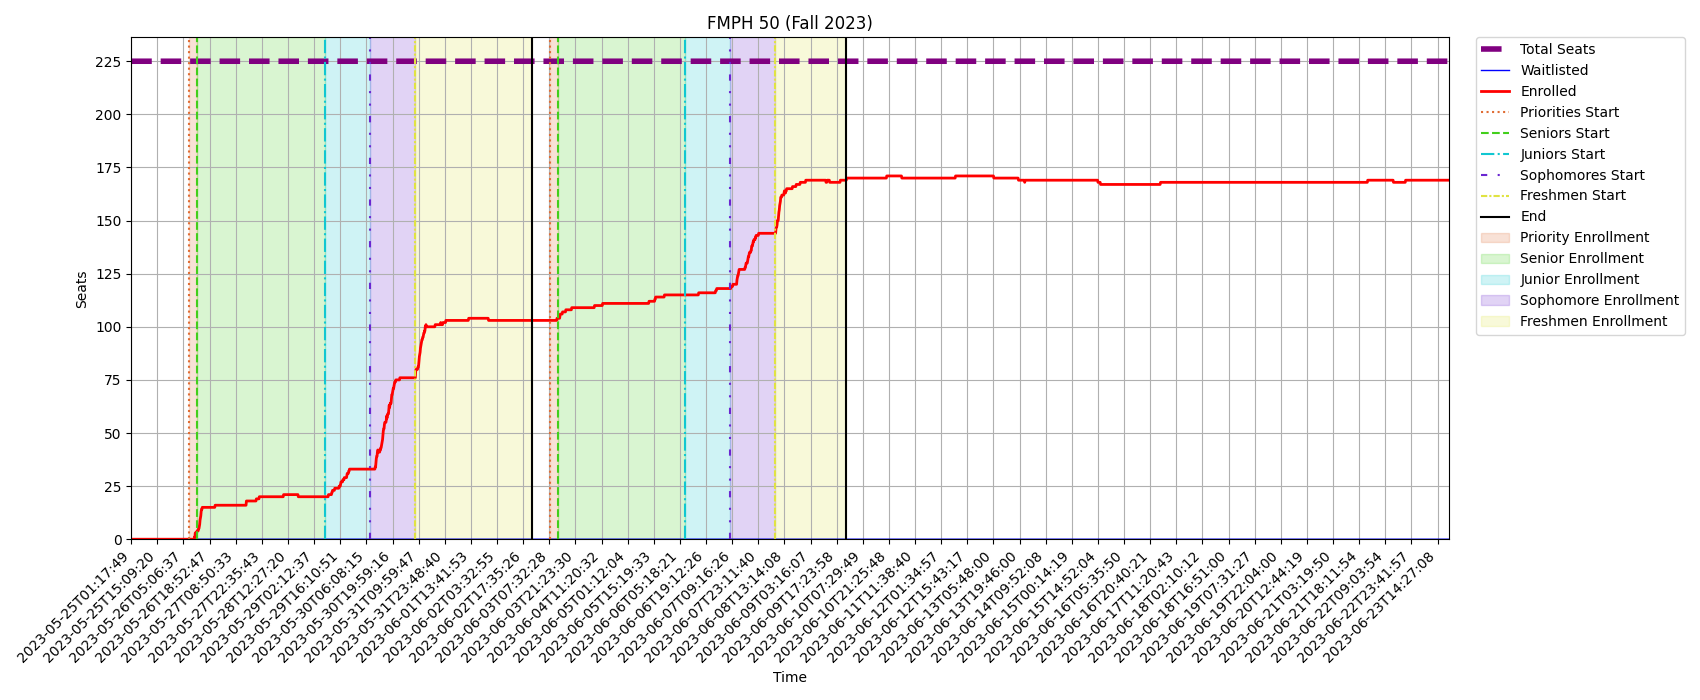 FMPH 50 (Fall 2023)
Seats
225
200
175
150
125
100
75
50
25
0
2023-05-25T01:17:49
2023-05-25T15:09:20
2023-05-26T05:06:37
2023-05-26T18:52:47
2023-05-27T08:50:33
2023-05-27T22:35:43
2023-05-28T12:27:20
2023-05-29T02:12:37
2023-05-29T16:10:51
2023-05-30T06:08:15
2023-05-30T19:59:16
2023-05-31T09:59:47
2023-05-31T23:48:40
2023-06-01T13:41:53
2023-06-02T03:32:55
2023-06-02T17:35:26
2023-06-03T07:32:28
2023-06-03T21:23:30
2023-06-04T11:20:32
2023-06-05T01:12:04
2023-06-05T15:19:33
2023-06-06T05:18:21
2023-06-06T19:12:26
2023-06-07T09:16:26
2023-06-07T23:11:40
2023-06-08T13:14:08
2023-06-09T03:16:07
2023-06-09T17:23:58
2023-06-10T07:29:49
2023-06-10T21:25:48
2023-06-11T11:38:40
2023-06-12T01:34:57
2023-06-12T15:43:17
2023-06-13T05:48:00
2023-06-13T19:46:00
2023-06-14T09:52:08
2023-06-15T00:14:19
2023-06-15T14:52:04
2023-06-16T05:35:50
2023-06-16T20:40:21
2023-06-17T11:20:43
2023-06-18T02:10:12
2023-06-18T16:51:00
2023-06-19T07:31:27
2023-06-19T22:04:00
2023-06-20T12:44:19
2023-06-21T03:19:50
2023-06-21T18:11:54
2023-06-22T09:03:54
2023-06-22T23:41:57
2023-06-23T14:27:08
Time
Total Seats
Waitlisted
Enrolled
Priorities Start
Seniors Start
Juniors Start
Sophomores Start
Freshmen Start
End
Priority Enrollment
Senior Enrollment
Junior Enrollment
Sophomore Enrollment
Freshmen Enrollment